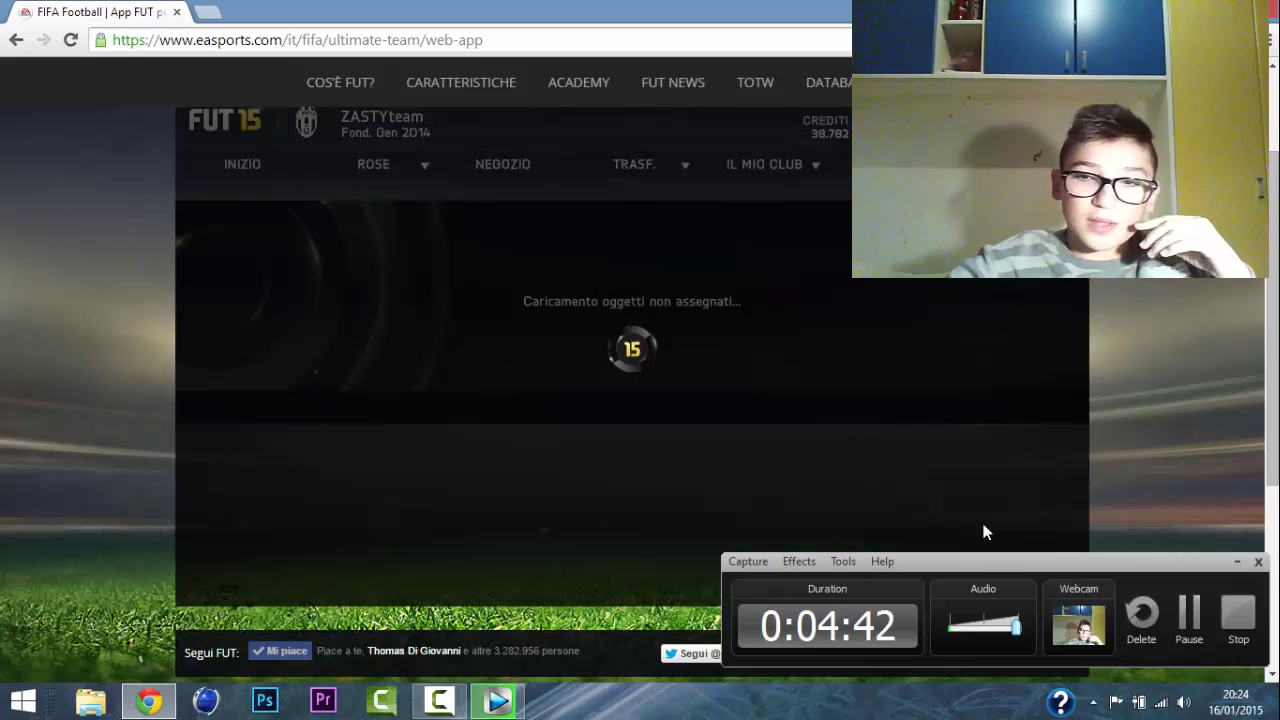 FIFA Football | App FUT p
https://www.easports.com/it/fifa/ultimate-team/web-app
COS'È FUT? CARATTERISTICHE ACADEMY FUT NEWS TOTW DATABA
FUT 15 ZASTYteam
Fond. Gen 2014
CREDITI
38.782
INIZIO ROSE NEGOZIO TRASF. IL MIO CLUB
Caricamento oggetti non assegnati...
15
Capture Effects Tools Help
Duration Audio Webcam
0:04:42
Delete Pause Stop
Segui FUT: Mi piace Piace a te, Thomas Di Giovanni e altre 3.282.956 persone.
Segui @
Ps Pr
20:24
16/01/2015